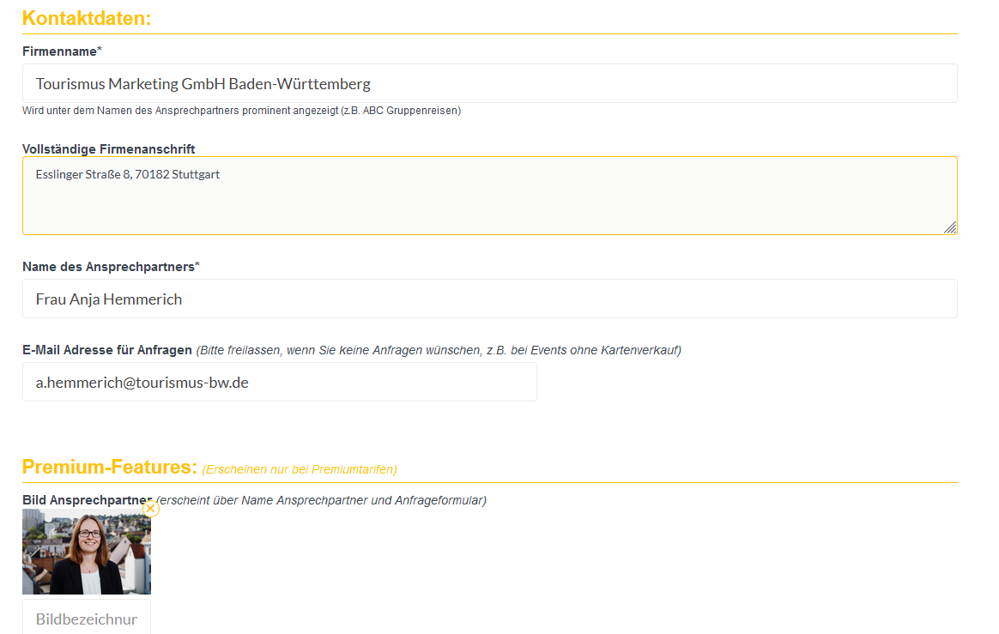 Kontaktdaten:
Firmenname*
Tourismus Marketing GmbH Baden-Württemberg
Wird unter dem Namen des Ansprechpartners prominent angezeigt (z.B. ABC Gruppenreisen)
Vollständige Firmenanschrift
Esslinger Straße 8, 70182 Stuttgart
Name des Ansprechpartners*
Frau Anja Hemmerich
E-Mail Adresse für Anfragen (Bitte freilassen, wenn Sie keine Anfragen wünschen, z.B. bei Events ohne Kartenverkauf)
a.hemmerich@tourismus-bw.de
Premium-Features: (Erscheinen nur bei Premiumtarifen)
Bild Ansprechpartner (erscheint über Name Ansprechpartner und Anfrageformular)
Bildbezeichnur